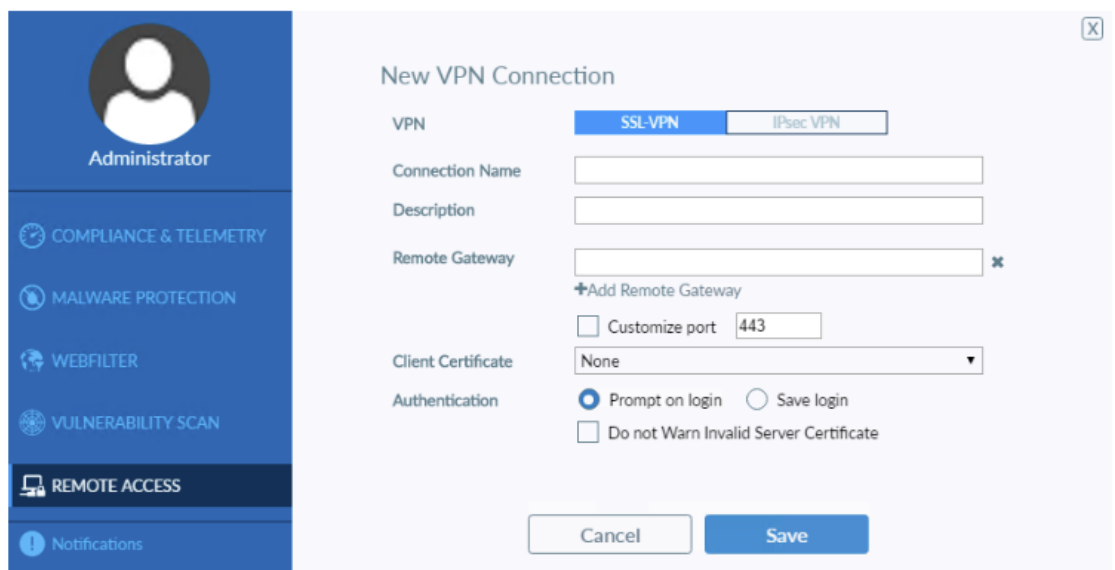 X
Administrator
COMPLIANCE & TELEMETRY
MALWARE PROTECTION
WEBFILTER
VULNERABILITY SCAN
REMOTE ACCESS
Notifications
New VPN Connection
VPN SSL-VPN IPsec VPN
Connection Name
Description
Remote Gateway
+Add Remote Gateway
Customize port 443
Client Certificate None
Authentication Prompt on login Save login
Do not Warn Invalid Server Certificate
Cancel Save